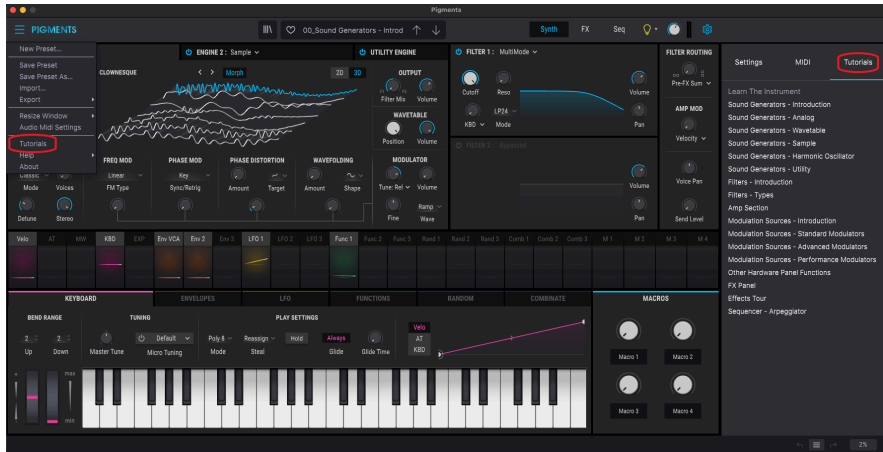 Pigments
PIGMENTS
00_Sound Generators - Introd
Synth
FX
Seq
New Preset...
Save Preset
Save Preset As...
Import...
Export
Resize Window
Audio Midi Settings
Tutorials
Help
About
Classic
Mode
Voices
Detune
Stereo
ENGINE 2 : Sample
UTILITY ENGINE
CLOWNESQUE
Morph
2D
3D
OUTPUT
Filter Mix
Volume
WAVETABLE
Position
Volume
FREQ MOD
PHASE MOD
PHASE DISTORTION
WAVEFOLDING
MODULATOR
Linear
Key
FM Type
Sync/Retrig
Amount
Target
Amount
Shape
Tune: Rel
Volume
Ramp
Fine
Wave
FILTER 1 : MultiMode
Cutoff
Reso
Volume
LP24
KBD
Mode
Pan
FILTER 2 : Bypassed
Volume
Pan
FILTER ROUTING
Pre-FX Sum
AMP MOD
Velocity
Voice Pan
Send Level
Settings
MIDI
Tutorials
Learn The Instrument
Sound Generators - Introduction
Sound Generators - Analog
Sound Generators - Wavetable
Sound Generators - Sample
Sound Generators - Harmonic Oscillator
Sound Generators - Utility
Filters - Introduction
Filters - Types
Amp Section
Modulation Sources - Introduction
Modulation Sources - Standard Modulators
Modulation Sources - Advanced Modulators
Modulation Sources - Performance Modulators
Other Hardware Panel Functions
FX Panel
Effects Tour
Sequencer - Arpeggiator
Velo
AT
MW
KBD
EXP
Env VCA
Env 2
Env 3
LFO 1
LFO 2
LFO 3
Func 1
Func 2
Func 3
Rand 1
Rand 2
Rand 3
Comb 1
Comb 2
Comb 3
M 1
M 2
M 3
M 4
KEYBOARD
ENVELOPES
LFO
FUNCTIONS
RANDOM
COMBINATE
MACROS
BEND RANGE
TUNING
PLAY SETTINGS
2
2
Up
Down
Master Tune
Default
Micro Tuning
Poly 8
Mode
Reassign
Steal
Hold
Always
Glide
Glide Time
Velo
AT
KBD
max
min
Macro 1
Macro 2
Macro 3
Macro 4
2%